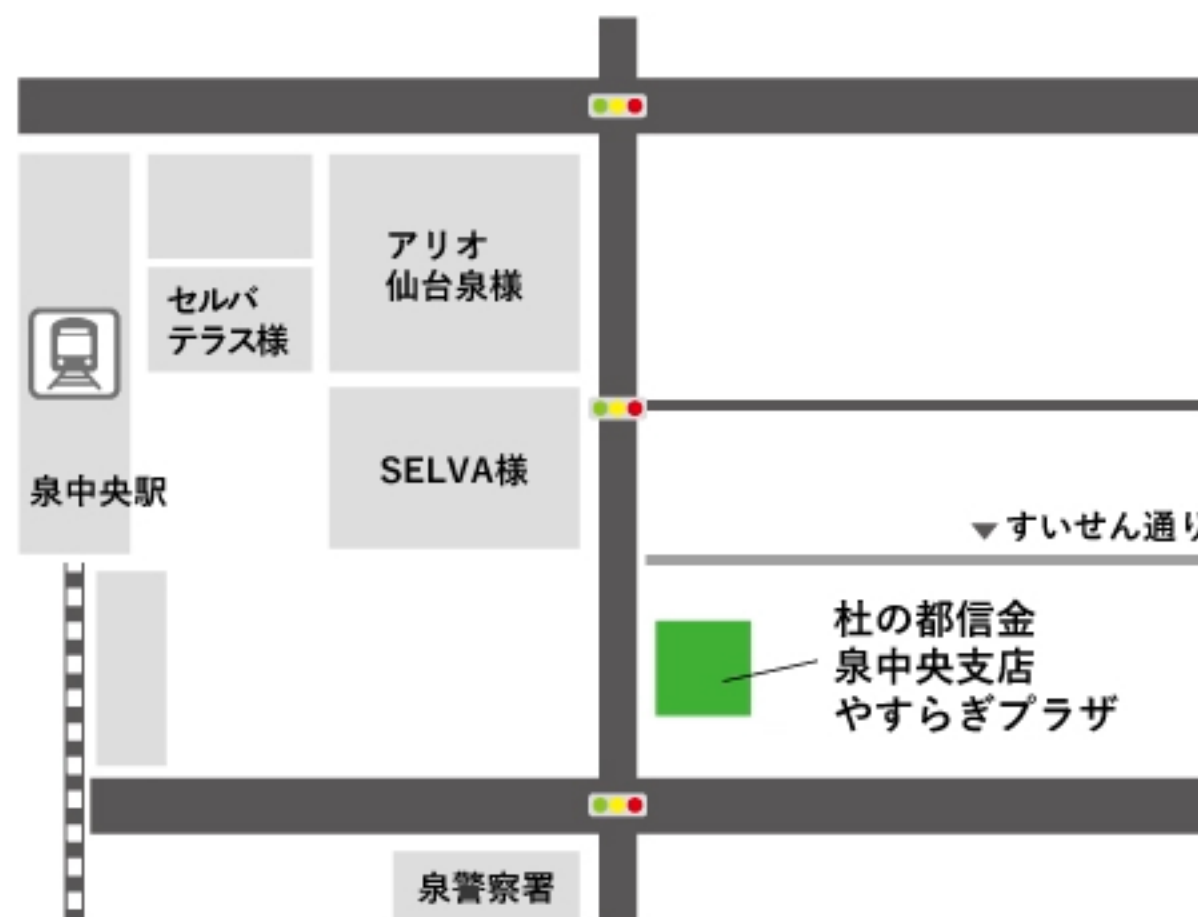 アリオ
仙台泉様
セルバ
テラス様
SELVA様
泉中央駅
すいせん通り
杜の都信金
泉中央支店
やすらぎプラザ
泉警察署